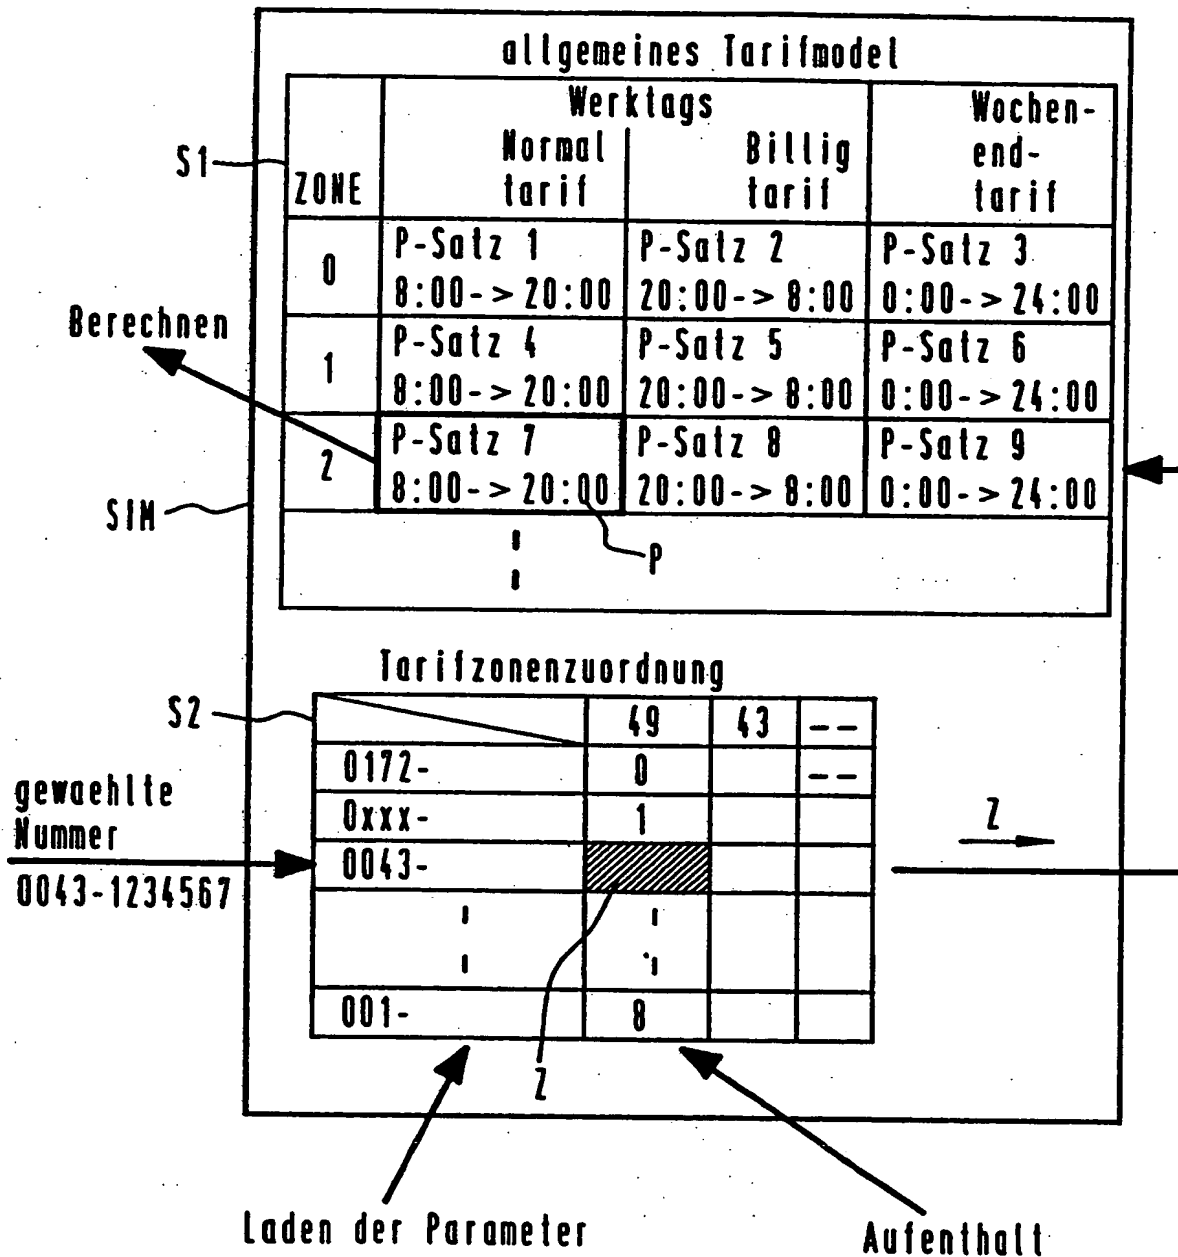 allgemeines Tarifmodel
Werktags
Wochen-
end-
tarif
Normal
tarif
Billig
tarif
S1
ZONE
0
P-Satz 1
8:00->20:00
P-Satz 2
20:00->8:00
P-Satz 3
0:00->24:00
Berechnen
1
P-Satz 4
8:00->20:00
P-Satz 5
20:00->8:00
P-Satz 6
0:00->24:00
2
P-Satz 7
8:00->20:00
P-Satz 8
20:00->8:00
P-Satz 9
0:00->24:00
SIM
P
Tarifzonenzuordnung
S2
49 43 --
0172- 0 --
0xxx- 1
0043-
001- 8
gewaehlte
Nummer
0043-1234567
Z
Z
Laden der Parameter
Aufenthalt